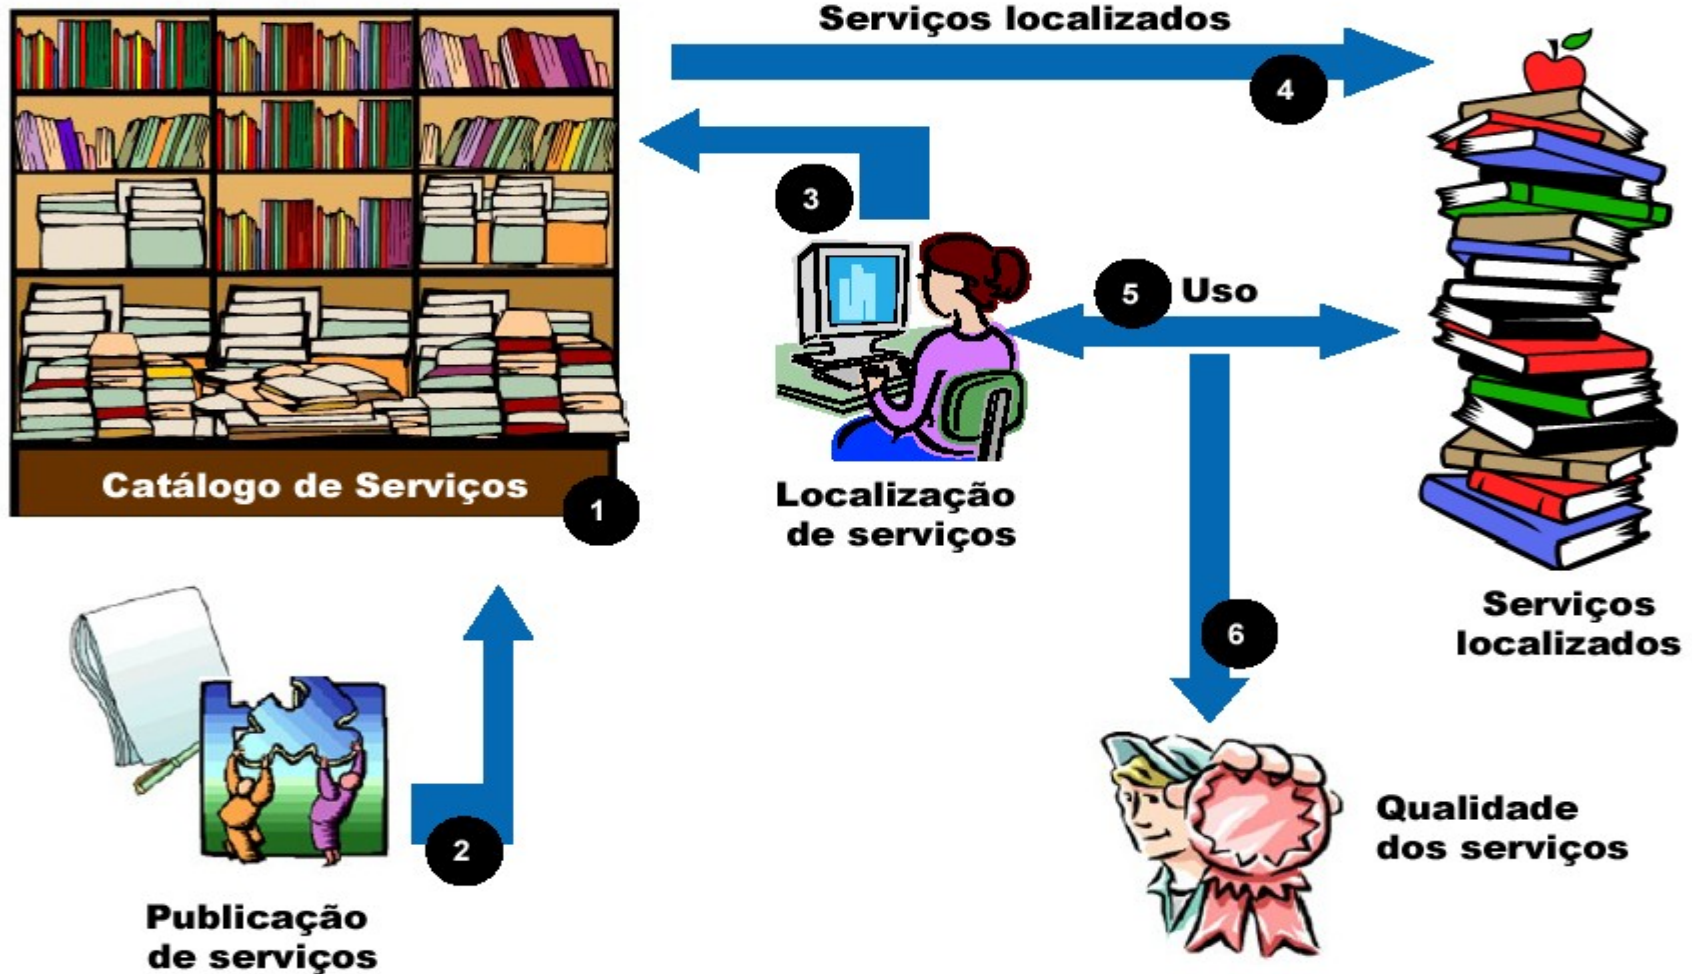 Serviços localizados
4
3
5 Uso
Catálogo de Serviços
1
Localização
de serviços
Serviços
localizados
6
2
Qualidade
dos serviços
Publicação
de serviços